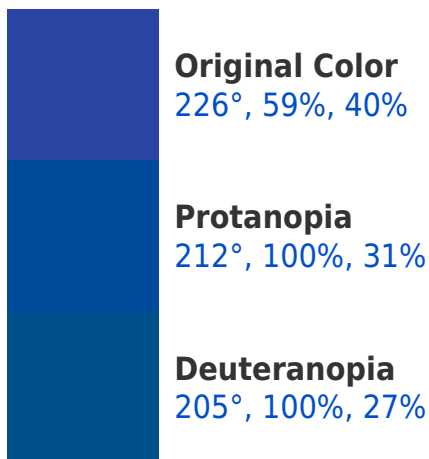 Original Color
226°, 59%, 40%
Protanopia
212°, 100%, 31%
Deuteranopia
205°, 100%, 27%